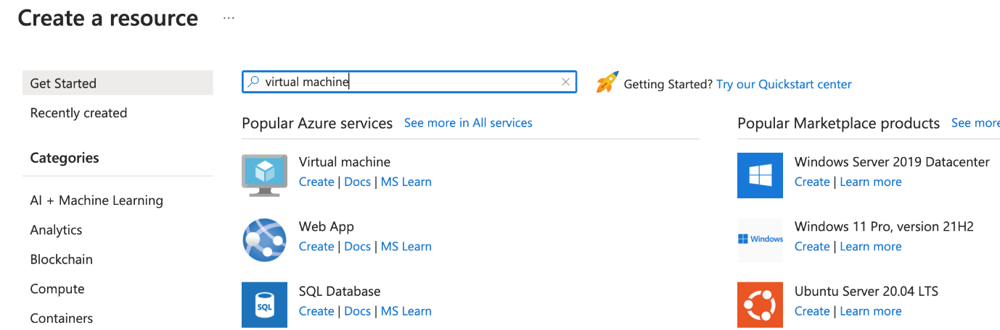 Create a resource ...
Get Started
Recently created
Categories
AI + Machine Learning
Analytics
Blockchain
Compute
Containers
virtual machine
Getting Started? Try our Quickstart center
Popular Azure services See more in All services
Virtual machine
Create | Docs | MS Learn
Web App
Create | Docs | MS Learn
SQL
SQL Database
Create | Docs | MS Learn
Popular Marketplace products See more
Windows Server 2019 Datacenter
Create | Learn more
Windows
Windows 11 Pro, version 21H2
Create | Learn more
Ubuntu Server 20.04 LTS
Create | Learn more